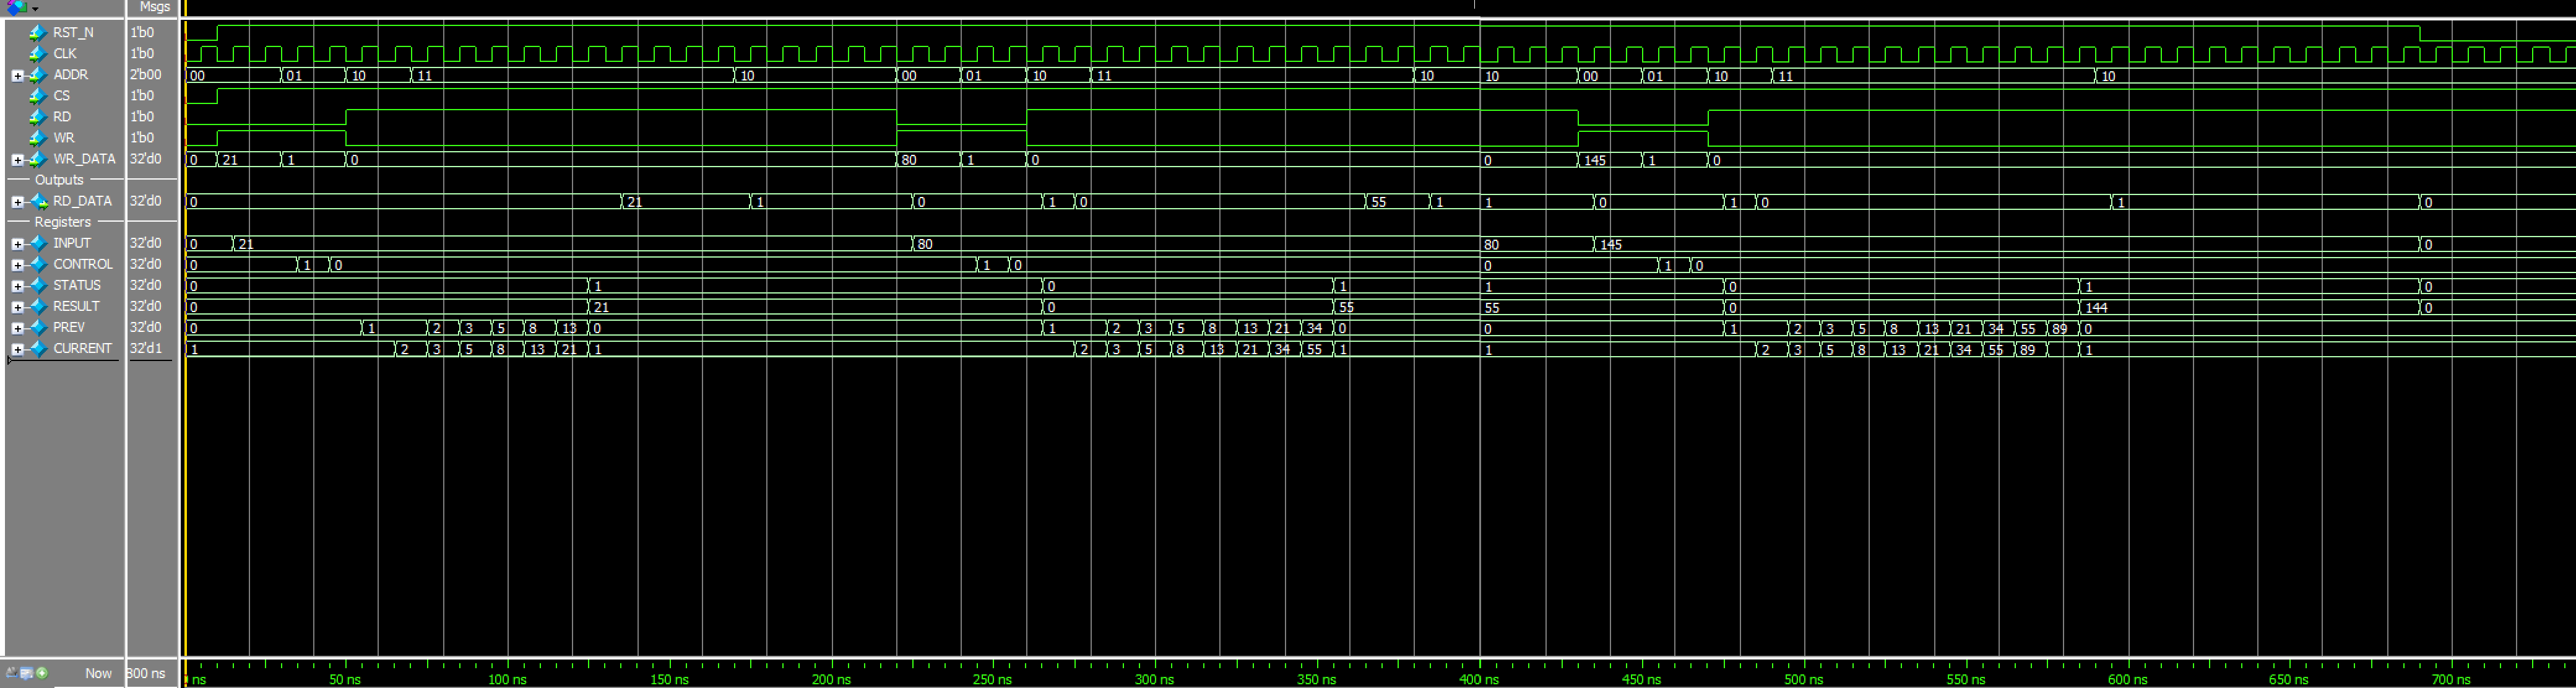 Msgs
RST_N 1'b0
CLK 1'b0
ADDR 2'b00 00 01 10 11 10 00 01 10 11 10 10 00 01 10 11 10
CS 1'b0
RD 1'b0
WR 1'b0
WR_DATA 32'd0 0 21 1 0 80 1 0 0 145 1 0
Outputs
RD_DATA 32'd0 0 21 1 0 1 0 55 1 1 0 1 0 1 0
Registers
INPUT 32'd0 0 21 80 80 145 0
CONTROL 32'd0 0 1 0 1 0 0 1 0
STATUS 32'd0 0 1 0 1 1 0 1 0
RESULT 32'd0 0 21 0 55 55 0 144 0
PREV 32'd0 0 1 2 3 5 8 13 0 1 2 3 5 8 13 21 34 0 0 1 2 3 5 8 13 21 34 55 89 0
CURRENT 32'd1 1 2 3 5 8 13 21 1 2 3 5 8 13 21 34 55 1 1 2 3 5 8 13 21 34 55 89 1
Now 800 ns ns 50 ns 100 ns 150 ns 200 ns 250 ns 300 ns 350 ns 400 ns 450 ns 500 ns 550 ns 600 ns 650 ns 700 ns